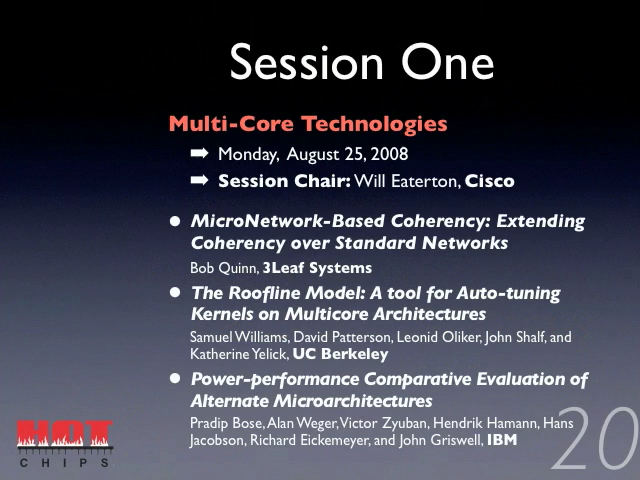 Session One
Multi-Core Technologies
➡ Monday, August 25, 2008
➡ Session Chair: Will Eaterton, Cisco
• MicroNetwork-Based Coherency: Extending
Coherency over Standard Networks
Bob Quinn, 3Leaf Systems
• The Roofline Model: A tool for Auto-tuning
Kernels on Multicore Architectures
Samuel Williams, David Patterson, Leonid Oliker, John Shalf, and
Katherine Yelick, UC Berkeley
• Power-performance Comparative Evaluation of
Alternate Microarchitectures
Pradip Bose, Alan Weger, Victor Zyuban, Hendrik Hamann, Hans
Jacobson, Richard Eickemeyer, and John Griswell, IBM
HOT
CHIPS
20